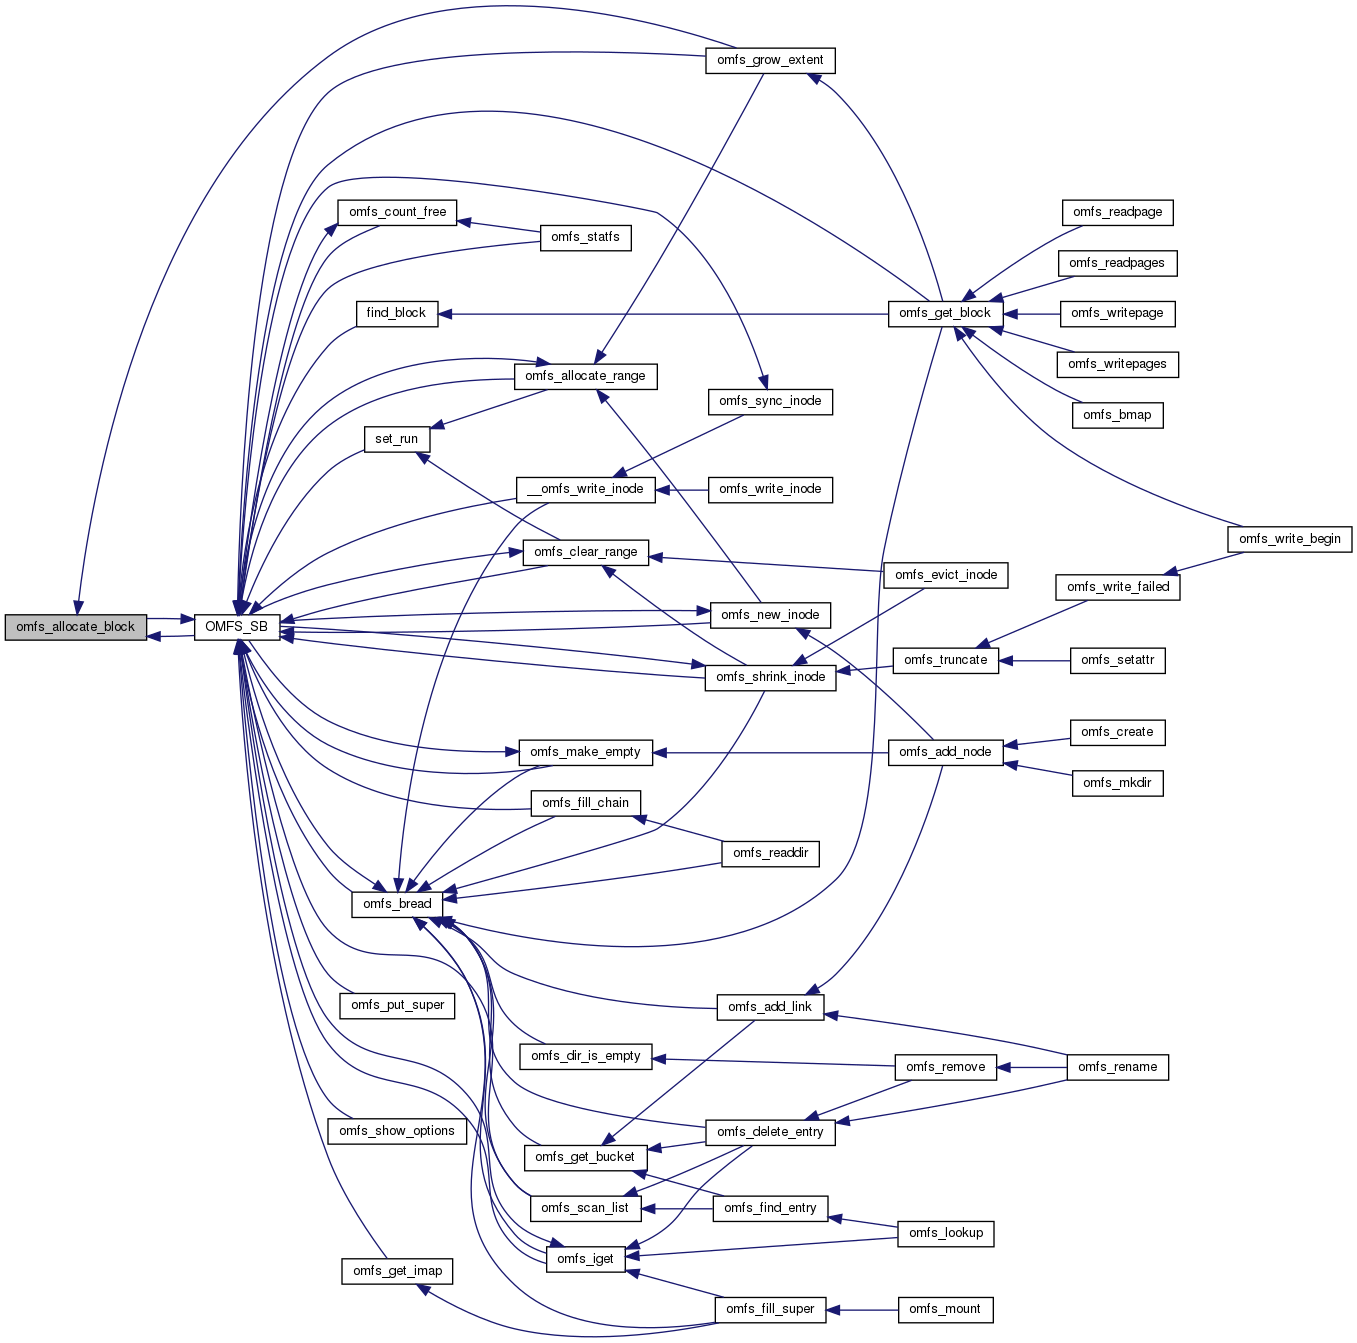 omfs_grow_extent
omfs_count_free
omfs_readpage
omfs_statfs
omfs_readpages
find_block
omfs_get_block
omfs_writepage
omfs_writepages
omfs_allocate_range
omfs_sync_inode
omfs_bmap
set_run
__omfs_write_inode
omfs_write_inode
omfs_write_begin
omfs_clear_range
omfs_evict_inode
omfs_write_failed
omfs_new_inode
omfs_allocate_block
OMFS_SB
omfs_truncate
omfs_setattr
omfs_shrink_inode
omfs_create
omfs_make_empty
omfs_add_node
omfs_mkdir
omfs_fill_chain
omfs_readdir
omfs_bread
omfs_put_super
omfs_add_link
omfs_dir_is_empty
omfs_remove
omfs_rename
omfs_show_options
omfs_delete_entry
omfs_get_bucket
omfs_scan_list
omfs_find_entry
omfs_lookup
omfs_iget
omfs_get_imap
omfs_fill_super
omfs_mount